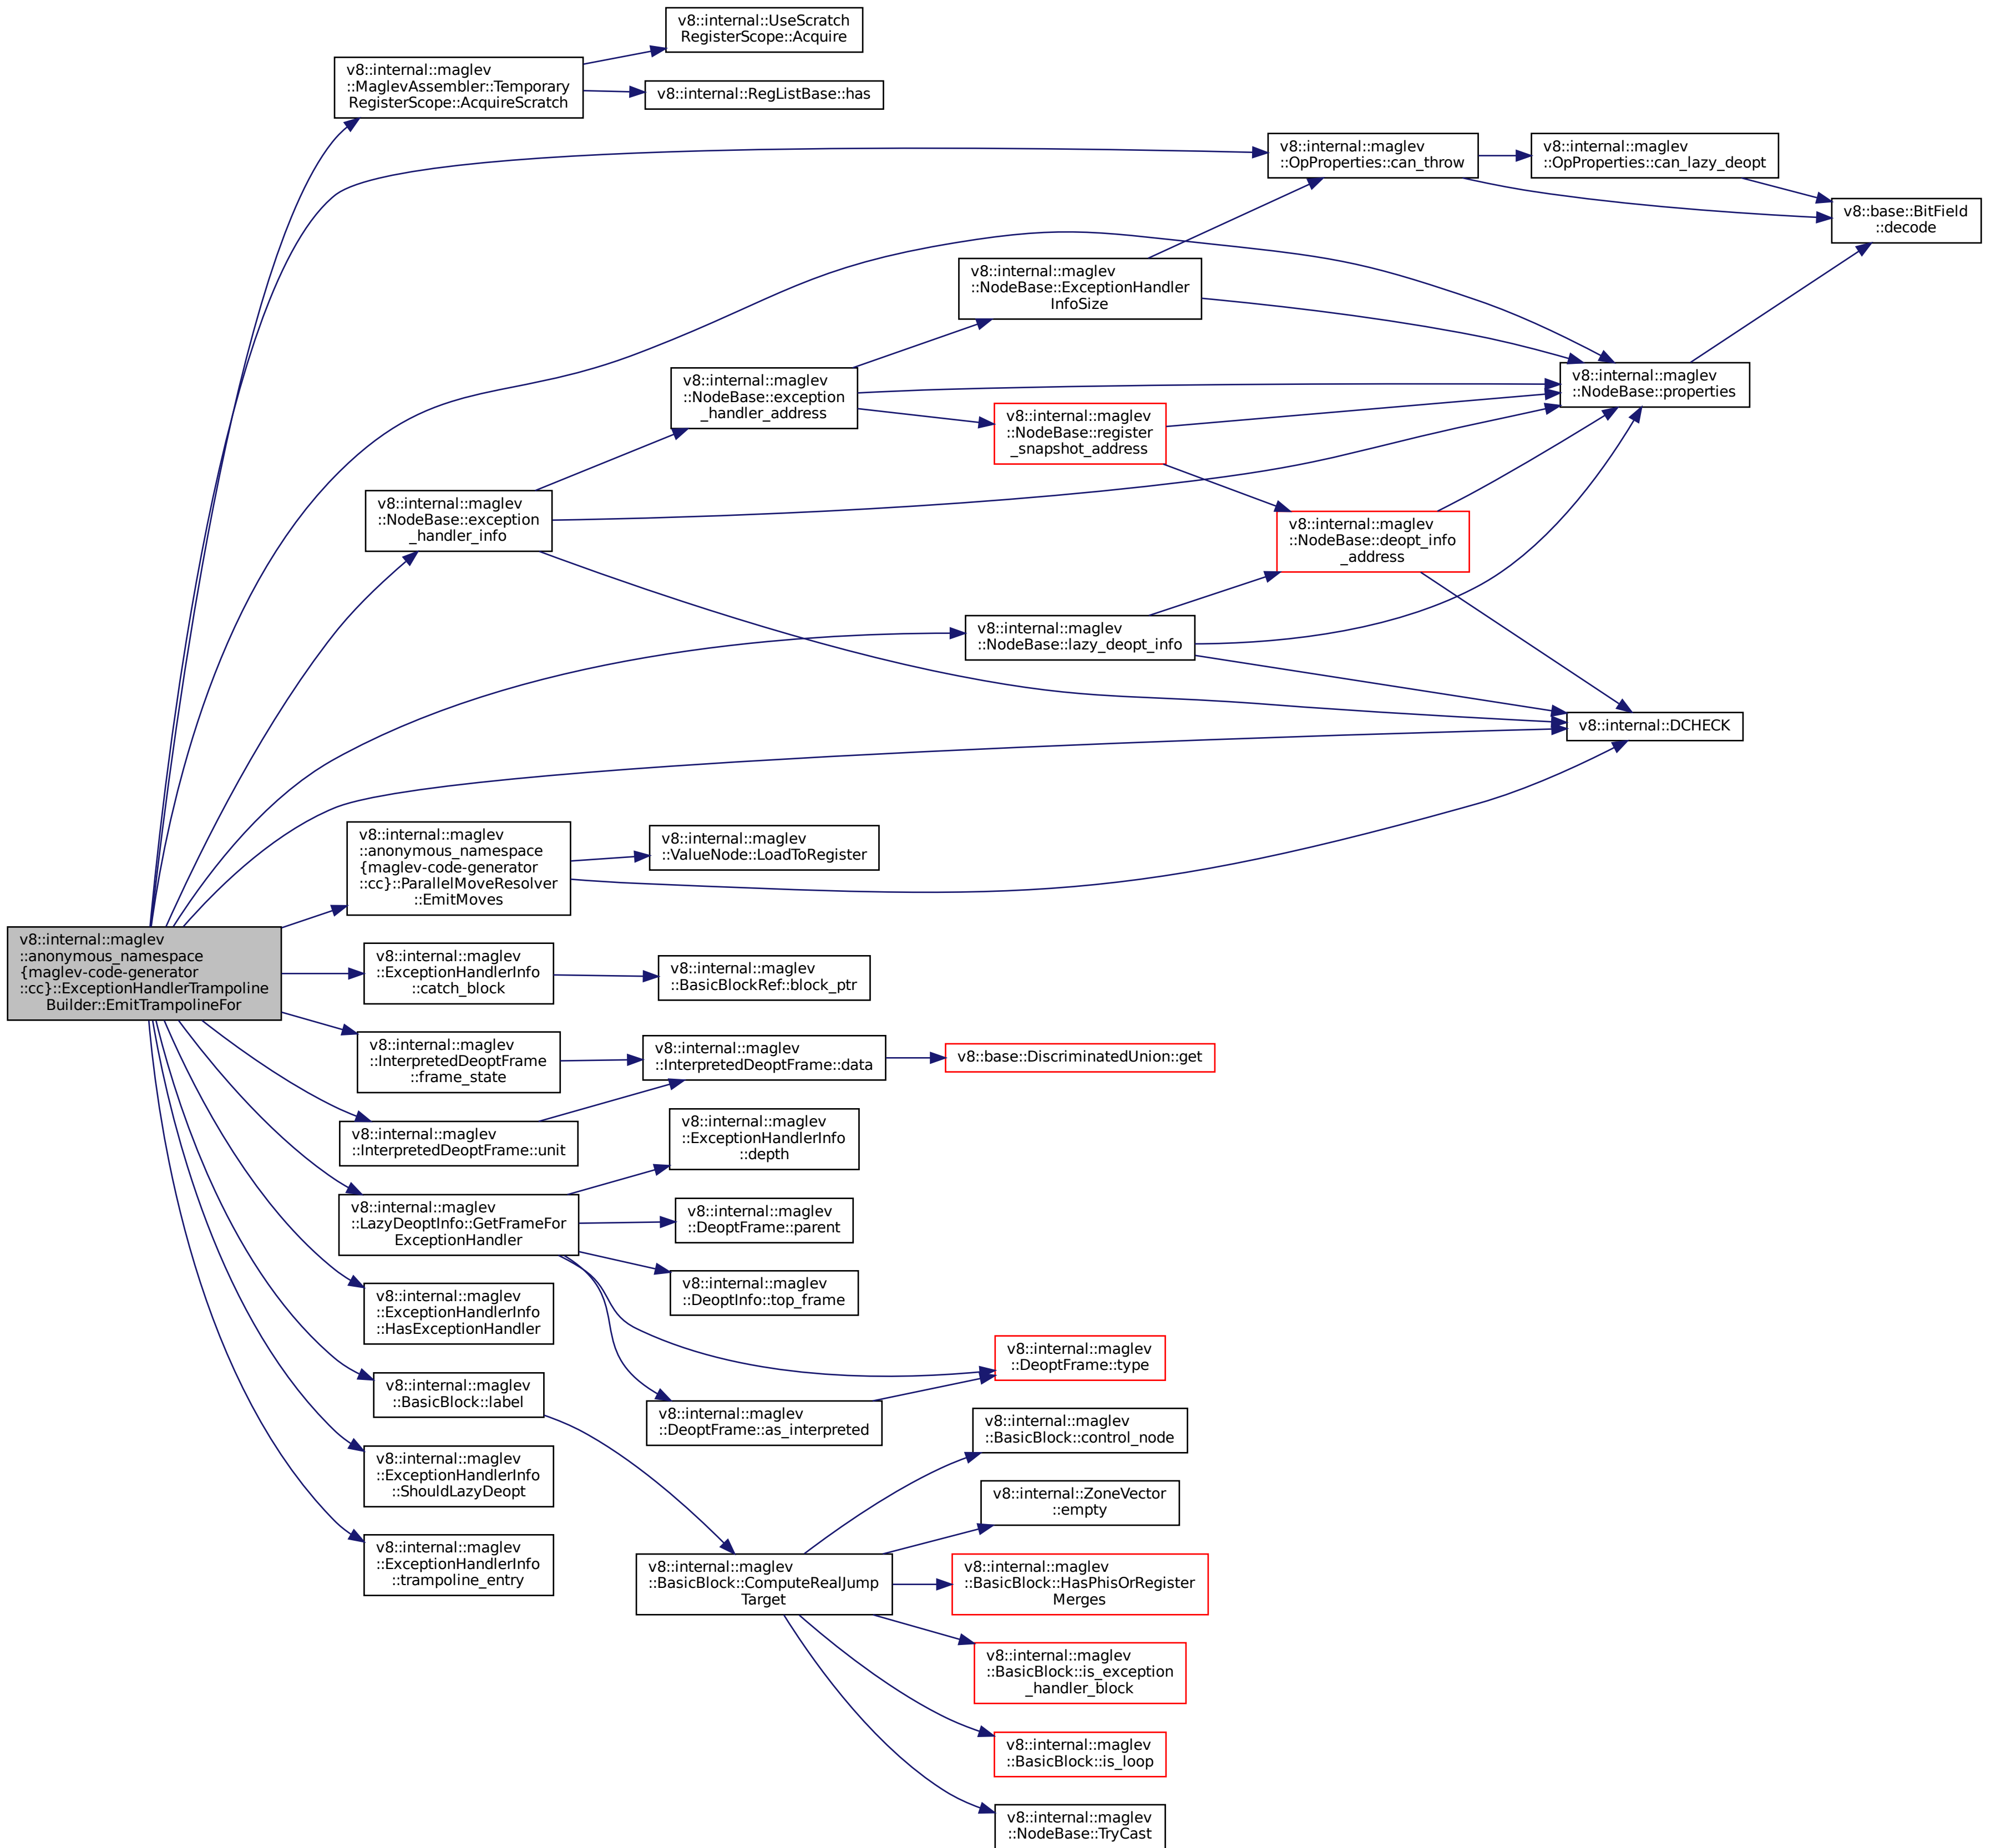 v8::internal::UseScratch
RegisterScope::Acquire
v8::internal::maglev
::MaglevAssembler::Temporary
RegisterScope::AcquireScratch
v8::internal::RegListBase::has
v8::internal::maglev
::OpProperties::can_throw
v8::internal::maglev
::OpProperties::can_lazy_deopt
v8::base::BitField
::decode
v8::internal::maglev
::NodeBase::ExceptionHandler
InfoSize
v8::internal::maglev
::NodeBase::exception
_handler_address
v8::internal::maglev
::NodeBase::properties
v8::internal::maglev
::NodeBase::register
_snapshot_address
v8::internal::maglev
::NodeBase::exception
_handler_info
v8::internal::maglev
::NodeBase::deopt_info
_address
v8::internal::maglev
::NodeBase::lazy_deopt_info
v8::internal::DCHECK
v8::internal::maglev
::anonymous_namespace
{maglev-code-generator
::cc}::ParallelMoveResolver
::EmitMoves
v8::internal::maglev
::ValueNode::LoadToRegister
v8::internal::maglev
::anonymous_namespace
{maglev-code-generator
::cc}::ExceptionHandlerTrampoline
Builder::EmitTrampolineFor
v8::internal::maglev
::ExceptionHandlerInfo
::catch_block
v8::internal::maglev
::BasicBlockRef::block_ptr
v8::internal::maglev
::InterpretedDeoptFrame
::frame_state
v8::internal::maglev
::InterpretedDeoptFrame::data
v8::base::DiscriminatedUnion::get
v8::internal::maglev
::InterpretedDeoptFrame::unit
v8::internal::maglev
::ExceptionHandlerInfo
::depth
v8::internal::maglev
::LazyDeoptInfo::GetFrameFor
ExceptionHandler
v8::internal::maglev
::DeoptFrame::parent
v8::internal::maglev
::DeoptInfo::top_frame
v8::internal::maglev
::ExceptionHandlerInfo
::HasExceptionHandler
v8::internal::maglev
::DeoptFrame::type
v8::internal::maglev
::BasicBlock::label
v8::internal::maglev
::DeoptFrame::as_interpreted
v8::internal::maglev
::BasicBlock::control_node
v8::internal::maglev
::ExceptionHandlerInfo
::ShouldLazyDeopt
v8::internal::ZoneVector
::empty
v8::internal::maglev
::ExceptionHandlerInfo
::trampoline_entry
v8::internal::maglev
::BasicBlock::ComputeRealJump
Target
v8::internal::maglev
::BasicBlock::HasPhisOrRegister
Merges
v8::internal::maglev
::BasicBlock::is_exception
_handler_block
v8::internal::maglev
::BasicBlock::is_loop
v8::internal::maglev
::NodeBase::TryCast